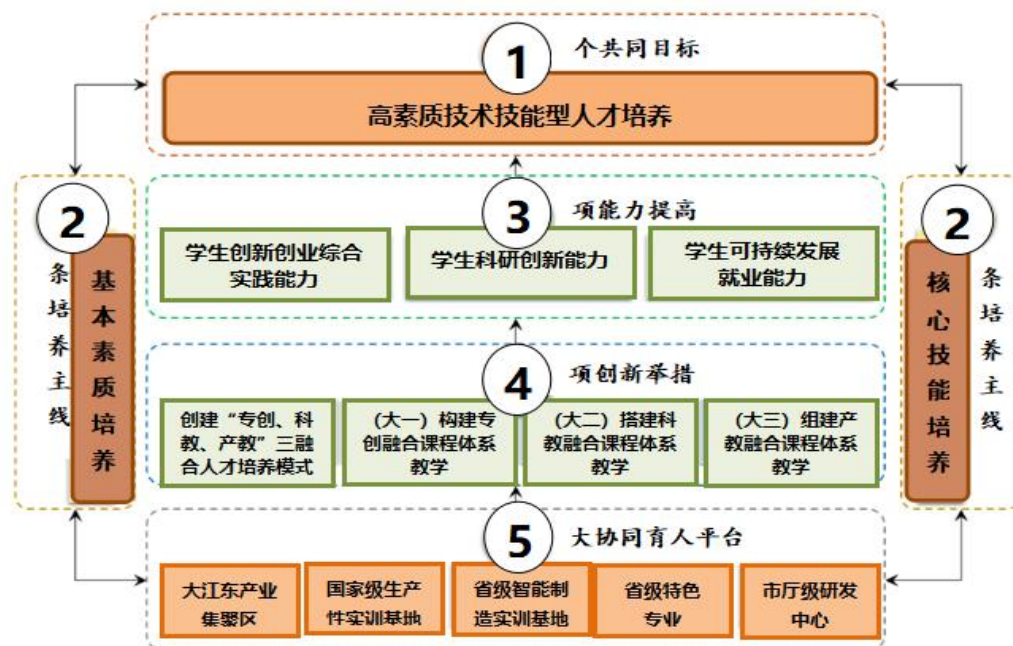 1
个共同目标
高素质技术技能型人才培养
2
条培养主线
基本素质培养
3
项能力提高
学生创新创业综合
实践能力
学生科研创新能力
学生可持续发展
就业能力
4
项创新举措
创建“专创、科
教、产教”三融
合人才培养模式
(大一)构建专
创融合课程体系
教学
(大二)搭建科
教融合课程体系
教学
(大三)组建产
教融合课程体系
教学
2
条培养主线
核心技能培养
5
大协同育人平台
大江东产业
集聚区
国家级生产
性实训基地
省级智能制
造实训基地
省级特色
专业
市厅级研发
中心